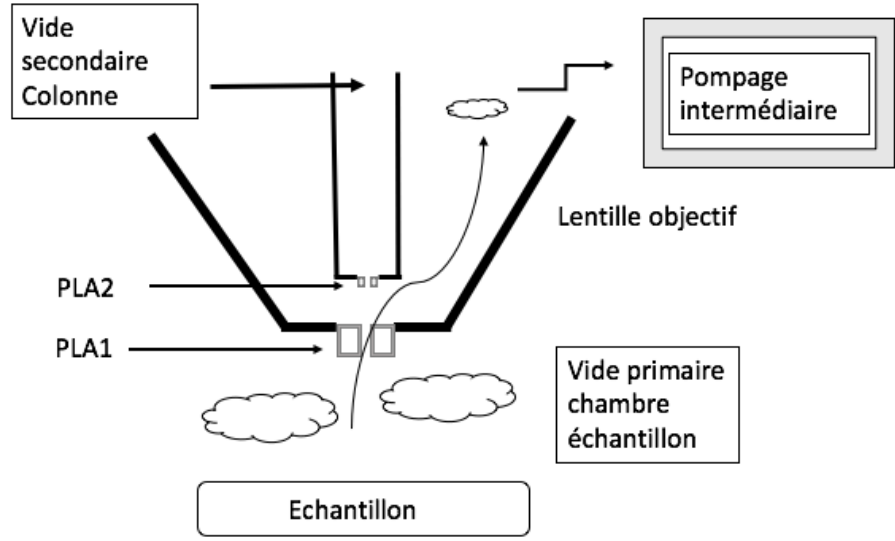 Vide
secondaire
Colonne
Pompage
intermédiaire
Lentille objectif
PLA2
PLA1
Vide primaire
chambre
échantillon
Echantillon